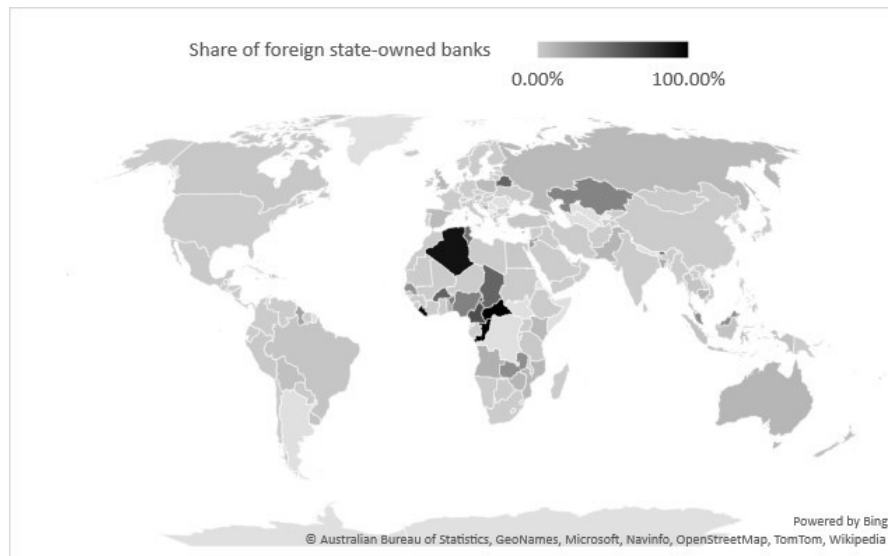 Share of foreign state-owned banks
0.00% 100.00%
Powered by Bing
© Australian Bureau of Statistics, GeoNames, Microsoft, Navinfo, OpenStreetMap, TomTom, Wikipedia